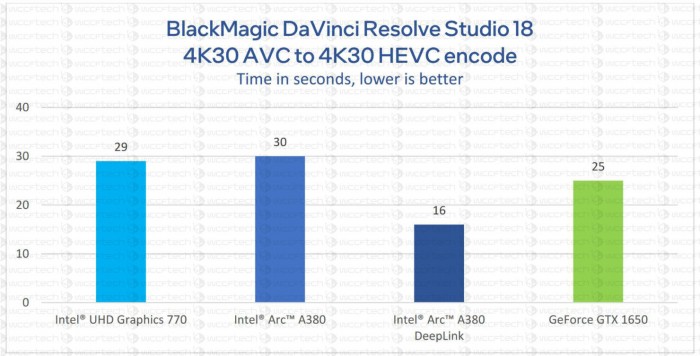 BlackMagic DaVinci Resolve Studio 18
4K30 AVC to 4K30 HEVC encode
Time in seconds, lower is better
40
30
20
10
0
29
30
16
25
Intel® UHD Graphics 770
Intel® Arc™ A380
Intel® Arc™ A380
DeepLink
GeForce GTX 1650
wccftech